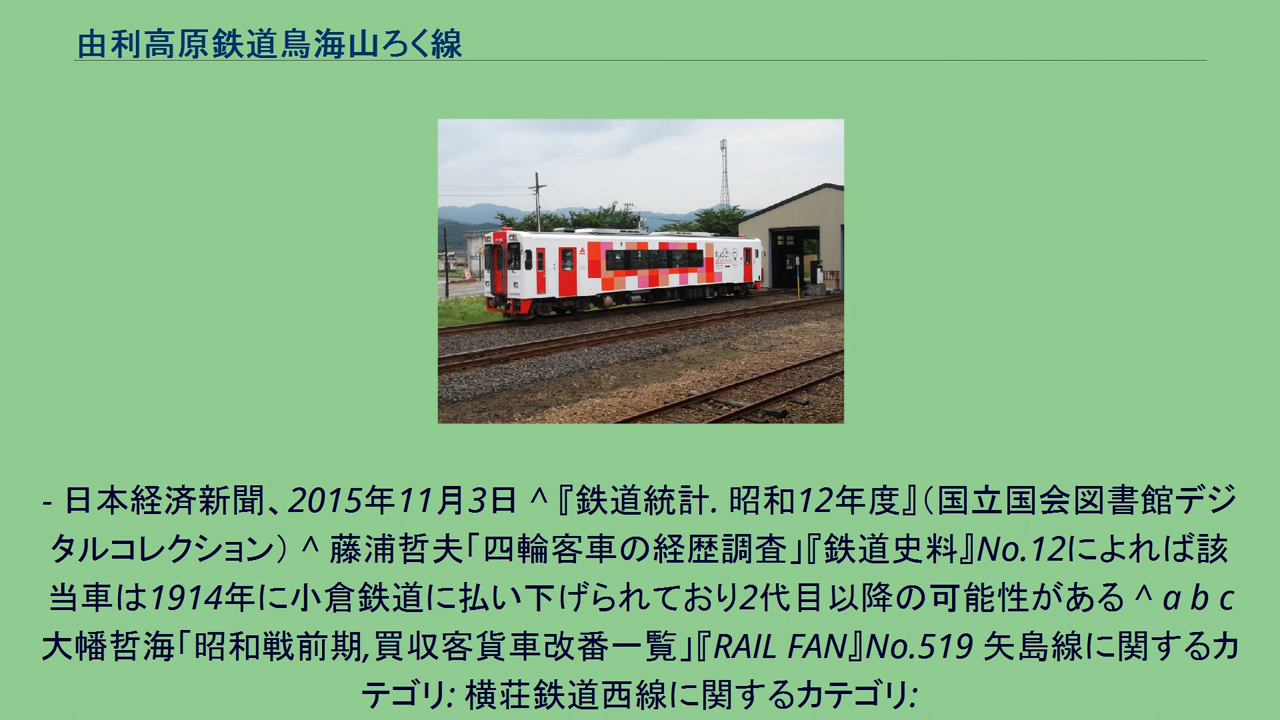 由利高原鉄道鳥海山ろく線
- 日本経済新聞、2015年11月3日 ^ 『鉄道統計. 昭和12年度』（国立国会図書館デジ
タルコレクション） ^ 藤浦哲夫「四輪客車の経歴調査」『鉄道史料』No.12によれば該
当車は1914年に小倉鉄道に払い下げられており2代目以降の可能性がある ^ a b c
大幡哲海「昭和戦前期,買収客貨車改番一覧」『RAIL FAN』No.519 矢島線に関するカ
テゴリ: 横荘鉄道西線に関するカテゴリ: